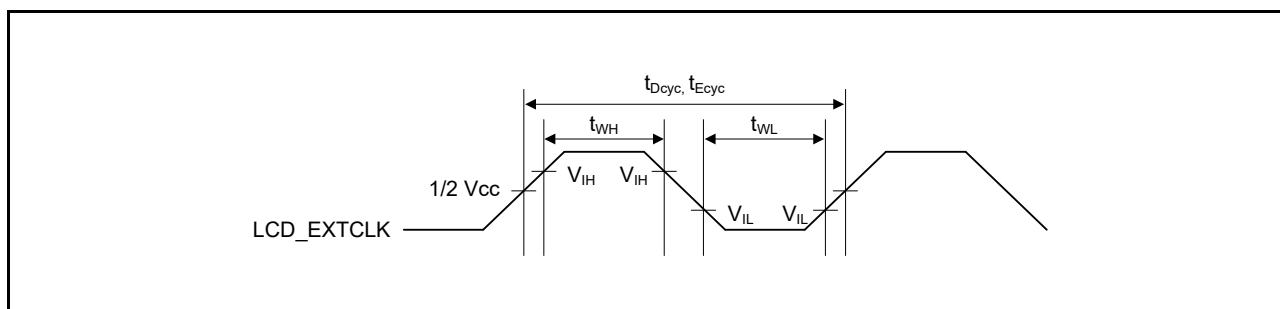 tDcyc, tEcyc
tWH
tWL
1/2 Vcc
VIH
VIH
VIL
VIL
LCD_EXTCLK